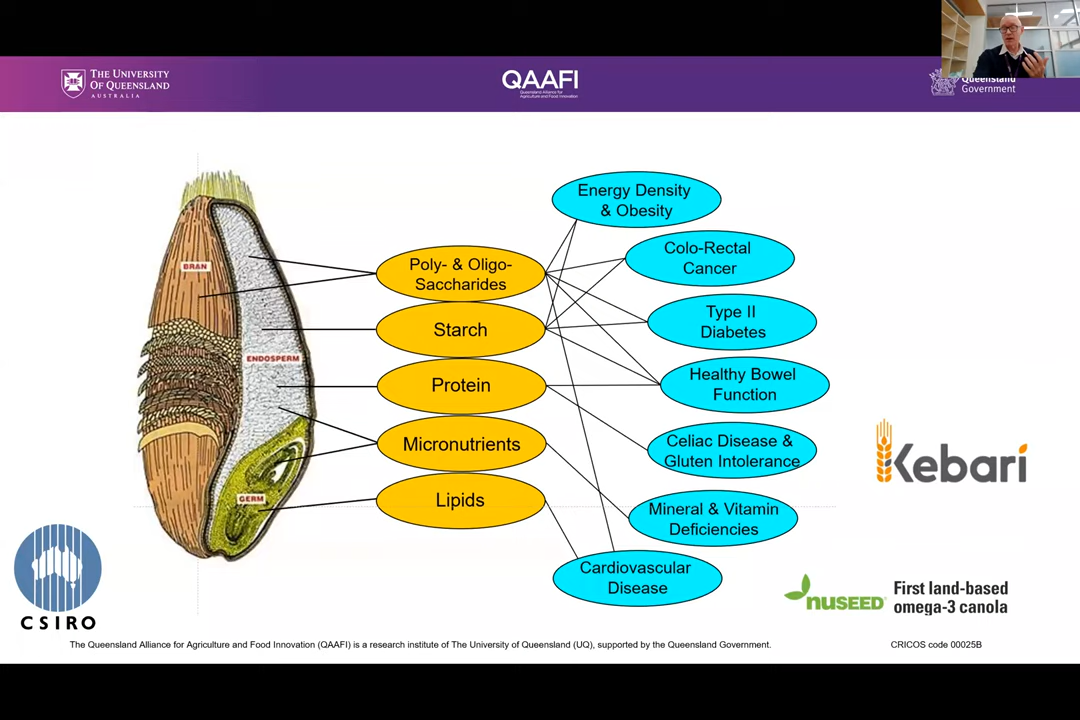 THE UNIVERSITY
OF QUEENSLAND
AUSTRALIA
QAAFI
Queensland Alliance for
Agriculture and Food Innovation
Queensland
Government
BRAN
ENDOSPERM
GERM
Poly- & Oligo-
Saccharides
Starch
Protein
Micronutrients
Lipids
Energy Density
& Obesity
Colo-Rectal
Cancer
Type II
Diabetes
Healthy Bowel
Function
Celiac Disease &
Gluten Intolerance
Mineral & Vitamin
Deficiencies
Cardiovascular
Disease
Kebari
CSIRO
nuseed
First land-based
omega-3 canola
The Queensland Alliance for Agriculture and Food Innovation (QAAFI) is a research institute of The University of Queensland (UQ), supported by the Queensland Government.
CRICOS code 00025B